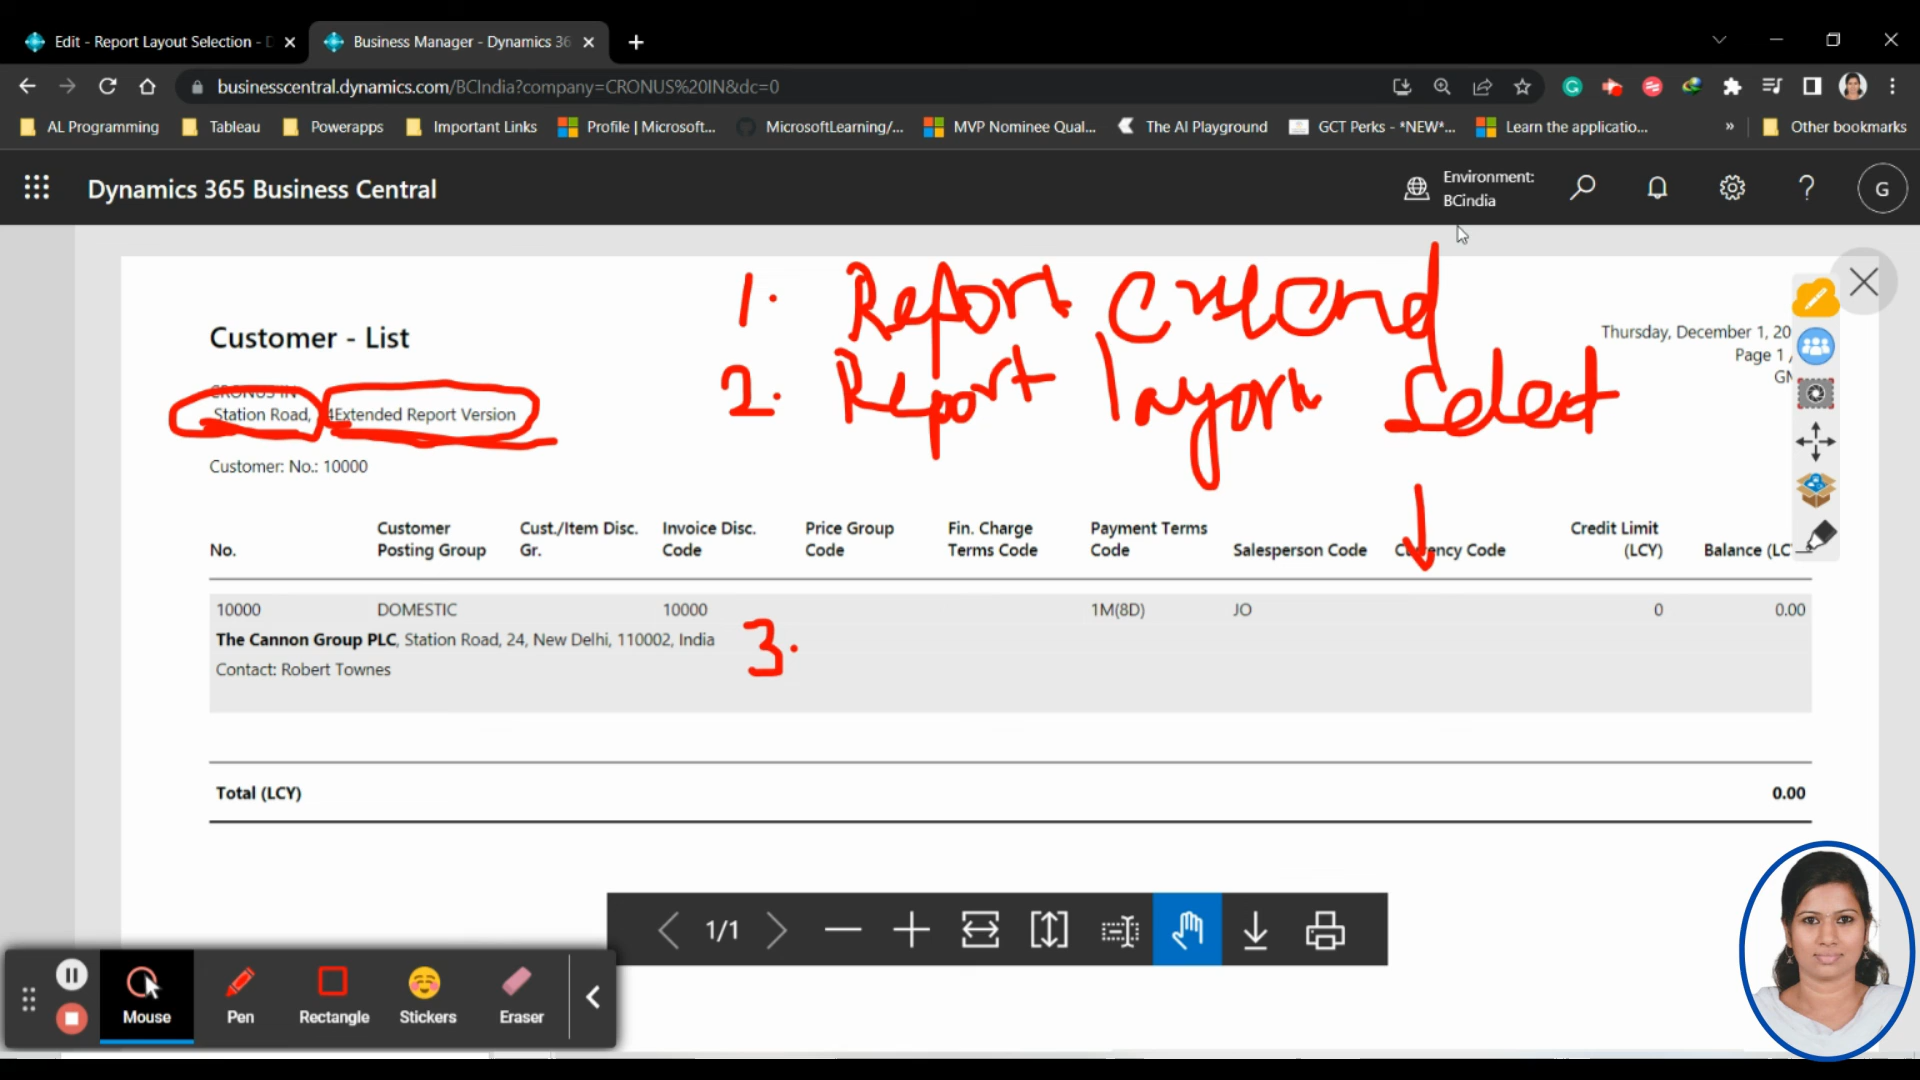 Edit - Report Layout Selection - D
Business Manager - Dynamics 36
businesscentral.dynamics.com/BCIndia?company=CRONUS%20IN&dc=0
AL Programming
Tableau
Powerapps
Important Links
Profile | Microsoft...
MicrosoftLearning/...
MVP Nominee Qual...
The AI Playground
GCT Perks - *NEW*...
Learn the applicatio...
»
Other bookmarks
Dynamics 365 Business Central
Environment:
BCindia
G
1. Report Extend
Customer - List
Thursday, December 1, 20
Page 1 /
2. Report layout Select
CRONUS IN
Station Road, 24Extended Report Version
Customer: No.: 10000
No.
Customer Posting Group
Cust./Item Disc. Gr.
Invoice Disc. Code
Price Group Code
Fin. Charge Terms Code
Payment Terms Code
Salesperson Code
Currency Code
Credit Limit (LCY)
Balance (LC
10000 DOMESTIC 10000 1M(8D) JO 0 0.00
The Cannon Group PLC, Station Road, 24, New Delhi, 110002, India
3.
Contact: Robert Townes
Total (LCY) 0.00
1/1
Mouse
Pen
Rectangle
Stickers
Eraser